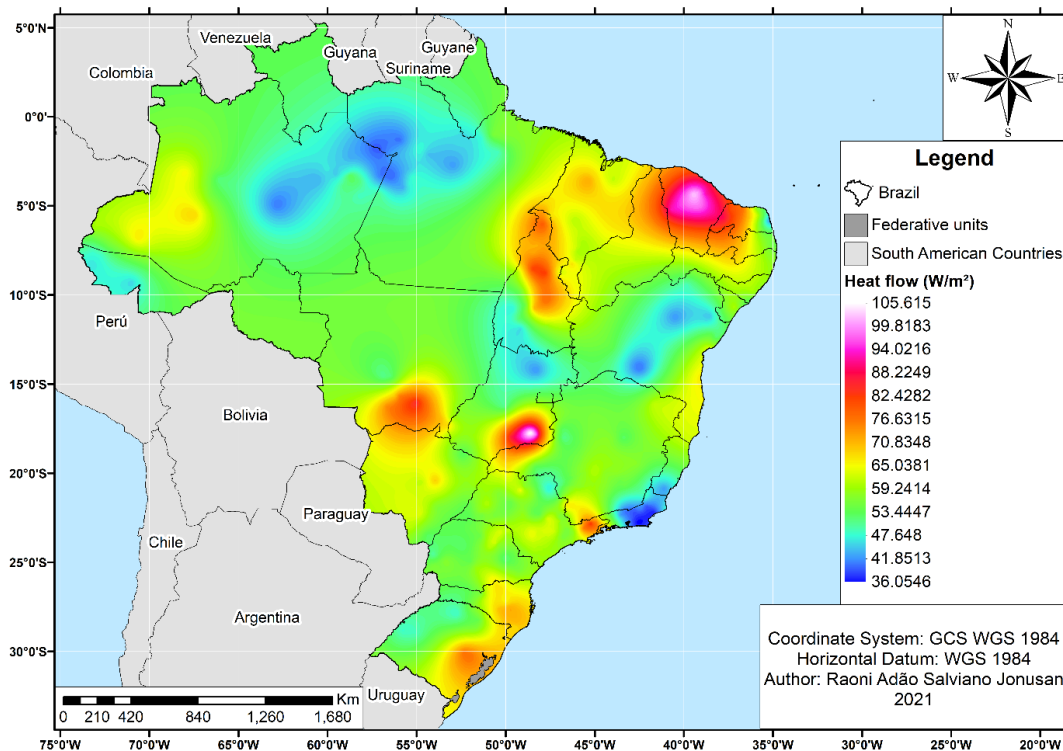 5°0'N
0°0'
5°0'S
10°0'S
15°0'S
20°0'S
25°0'S
30°0'S
Venezuela
Guyana
Guyane
Suriname
Colombia
Perú
Bolivia
Paraguay
Chile
Argentina
Uruguay
N
W
E
S
Legend
Brazil
Federative units
South American Countries
Heat flow (W/m²)
105.615
99.8183
94.0216
88.2249
82.4282
76.6315
70.8348
65.0381
59.2414
53.4447
47.648
41.8513
36.0546
Coordinate System: GCS WGS 1984
Horizontal Datum: WGS 1984
Author: Raoni Adão Salviano Jonusan
2021
Km
0 210 420 840 1,260 1,680
75°0'W 70°0'W 65°0'W 60°0'W 55°0'W 50°0'W 45°0'W 40°0'W 35°0'W 30°0'W 25°0'W 20°0'W